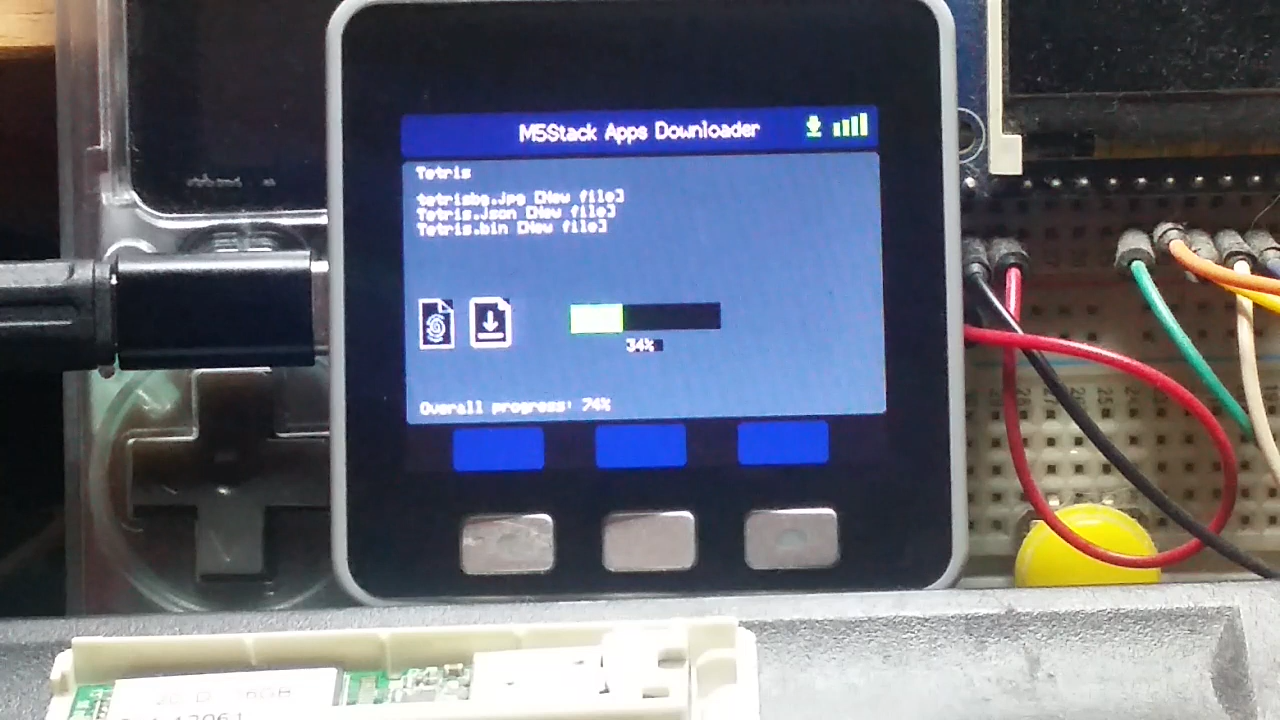 M5Stack Apps Downloader
Tetris
tetrisbg.jpg [New file]
Tetris.json [New file]
Tetris.bin [New file]
34%
Overall progress: 74%
25